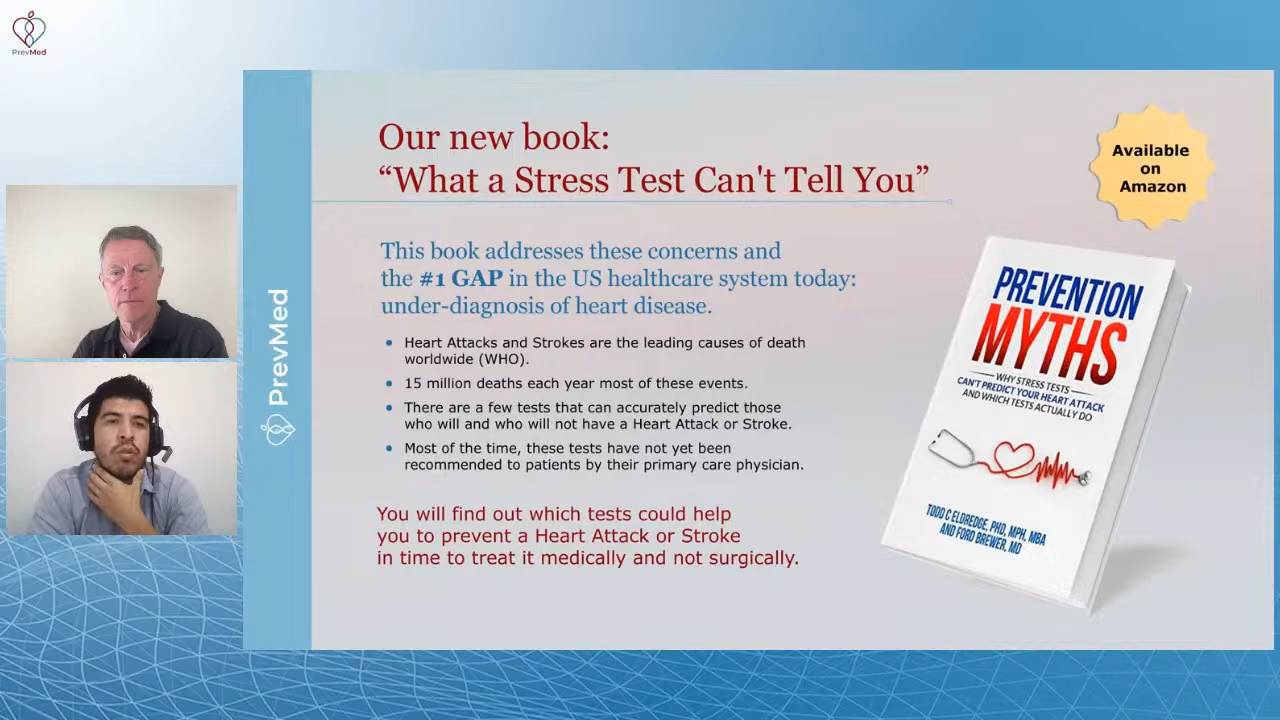 PrevMed
Our new book:
“What a Stress Test Can't Tell You”
Available
on
Amazon
This book addresses these concerns and
the #1 GAP in the US healthcare system today:
under-diagnosis of heart disease.
• Heart Attacks and Strokes are the leading causes of death
worldwide (WHO).
• 15 million deaths each year most of these events.
• There are a few tests that can accurately predict those
who will and who will not have a Heart Attack or Stroke.
• Most of the time, these tests have not yet been
recommended to patients by their primary care physician.
You will find out which tests could help
you to prevent a Heart Attack or Stroke
in time to treat it medically and not surgically.
PrevMed
PREVENTION
MYTHS
WHY STRESS TESTS
CAN'T PREDICT YOUR HEART ATTACK
AND WHICH TESTS ACTUALLY DO
TODD C ELDREDGE, PHD, MPH, MBA
AND FORD BREWER, MD